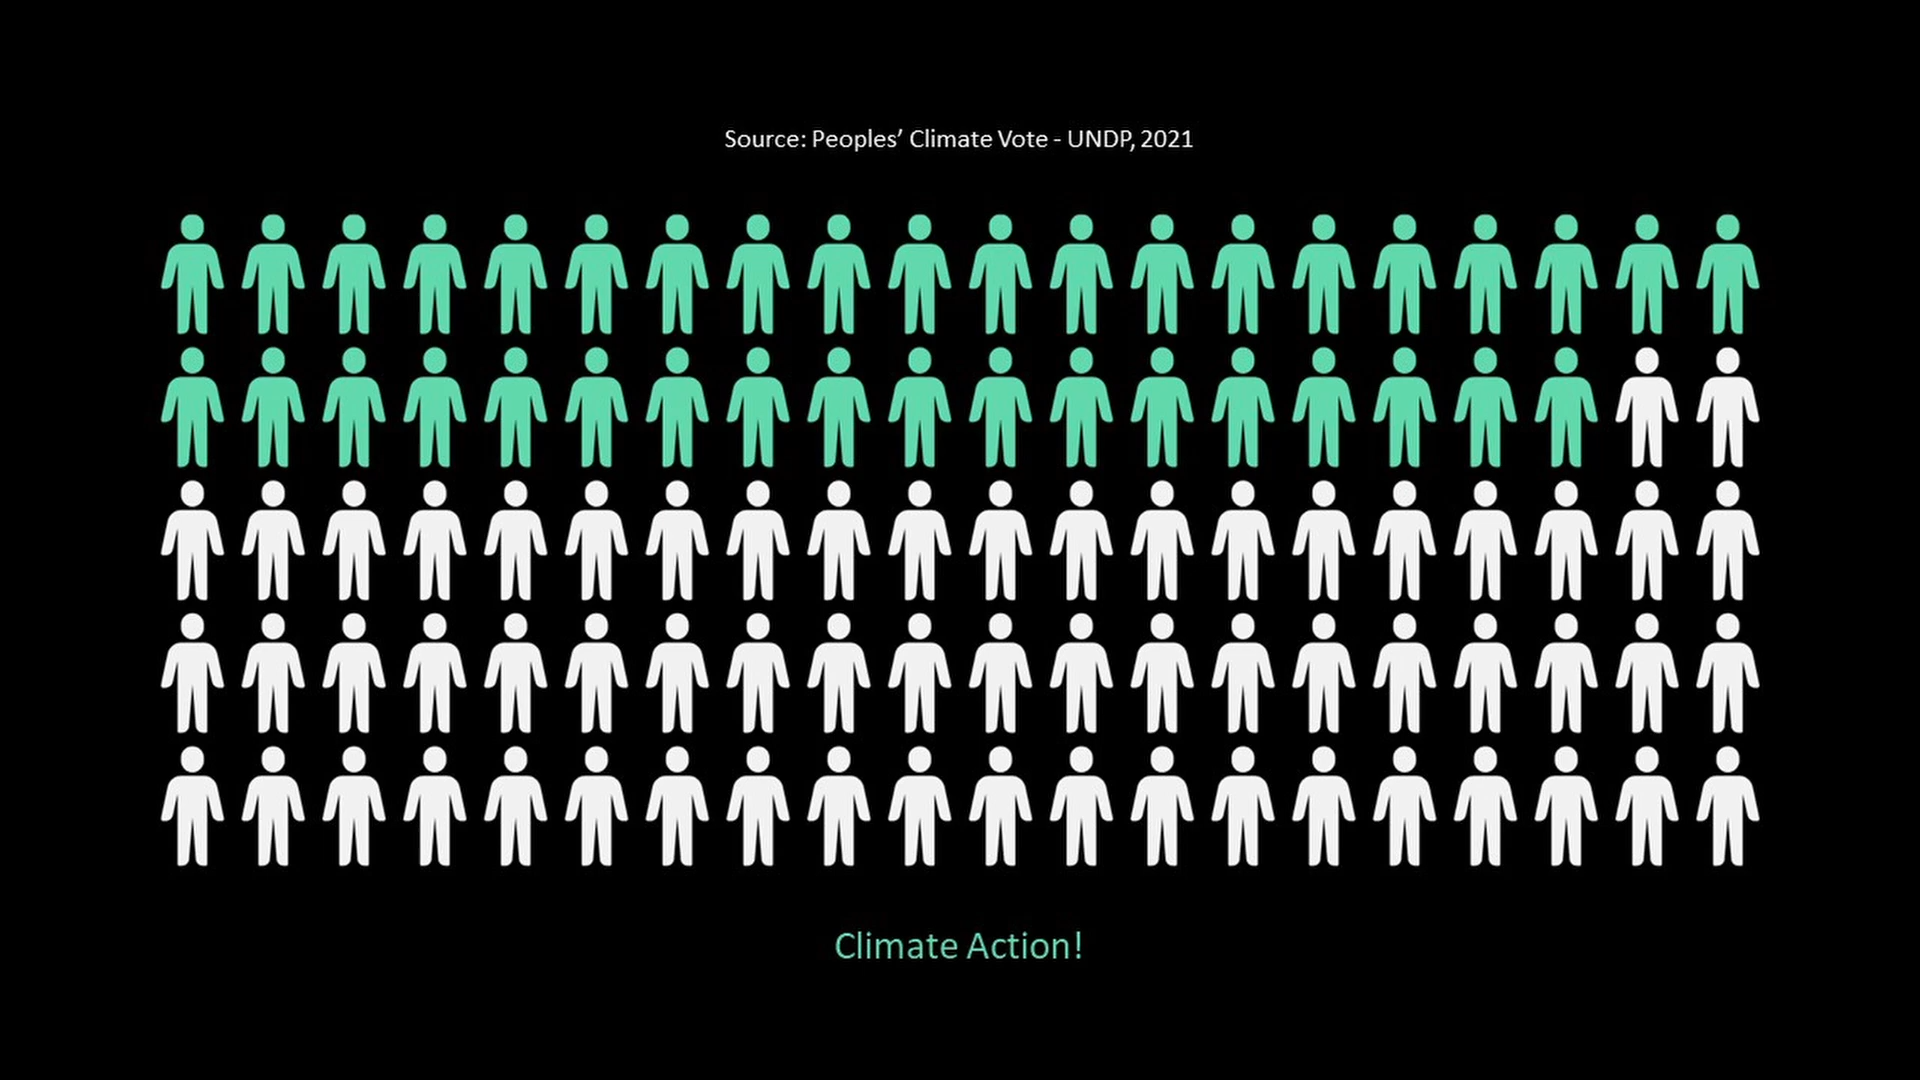 Source: Peoples’ Climate Vote - UNDP, 2021
Climate Action!